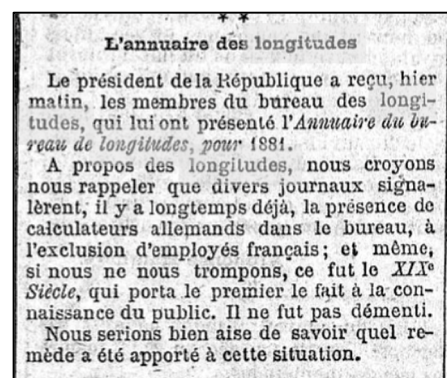 * *
L'annuaire des longitudes
Le président de la République a reçu, hier
matin, les membres du bureau des longi-
tudes, qui lui ont présenté l'Annuaire du bu-
reau de longitudes, pour 1881.
A propos des longitudes, nous croyons
nous rappeler que divers journaux signa-
lèrent, il y a longtemps déjà, la présence de
calculateurs allemands dans le bureau, à
l'exclusion d'employés français ; et même,
si nous ne nous trompons, ce fut le XIXe
Siècle, qui porta le premier le fait à la con-
naissance du public. Il ne fut pas démenti.
Nous serions bien aise de savoir quel re-
mède a été apporté à cette situation.